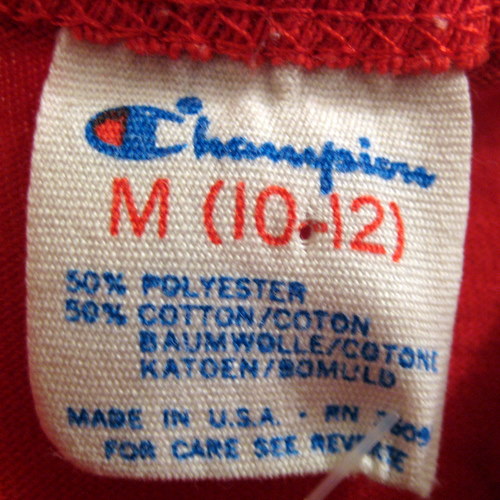 Champion
M (10-12)
50% POLYESTER
50% COTTON/COTON
BAUMWOLLE/COTONE
KATOEN/BOMULD
MADE IN U.S.A. - RN
FOR CARE SEE REVERSE